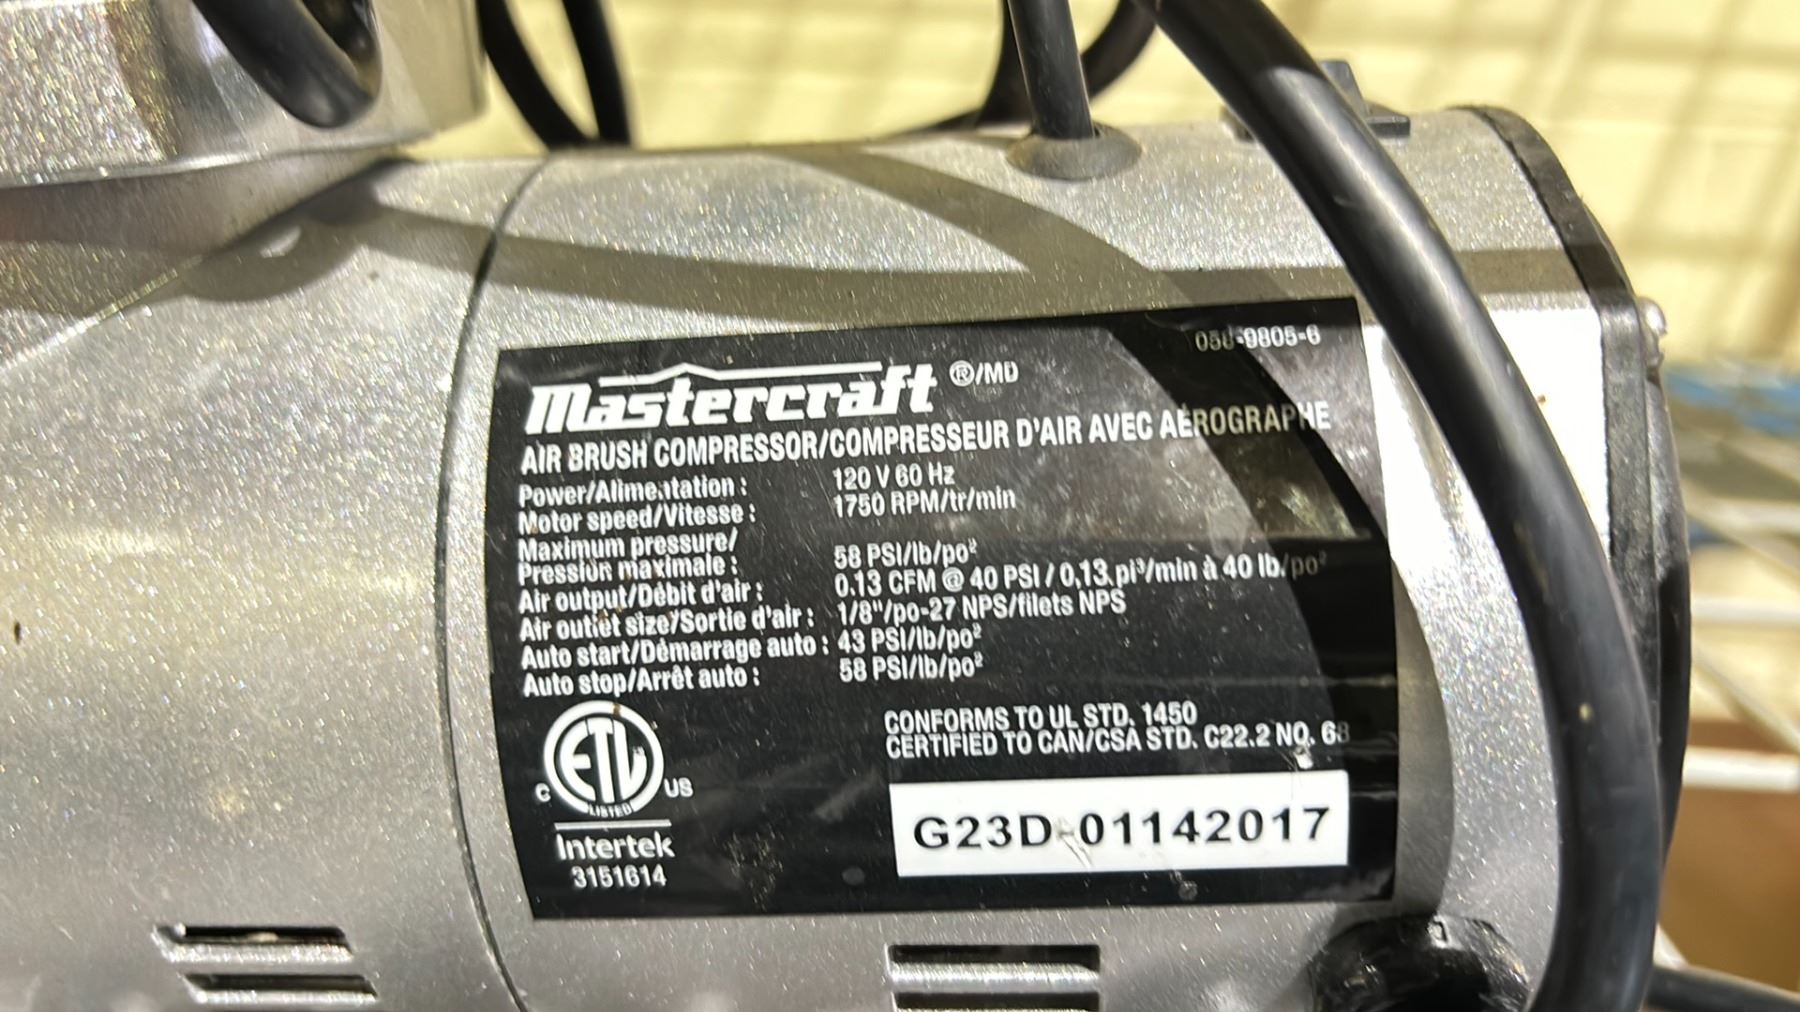 058-9805-6
Mastercraft ®/MD
AIR BRUSH COMPRESSOR/COMPRESSEUR D'AIR AVEC AÉROGRAPHE
Power/Alimentation : 120 V 60 Hz
Motor speed/Vitesse : 1750 RPM/tr/min
Maximum pressure/
Pression maximale : 58 PSI/lb/po²
Air output/Débit d'air : 0.13 CFM @ 40 PSI / 0,13 pi³/min à 40 lb/po²
Air outlet size/Sortie d'air : 1/8"/po-27 NPS/filets NPS
Auto start/Démarrage auto : 43 PSI/lb/po²
Auto stop/Arrêt auto : 58 PSI/lb/po²
CONFORMS TO UL STD. 1450
CERTIFIED TO CAN/CSA STD. C22.2 NO. 68
ETL
LISTED
C US
Intertek
3151614
G23D-01142017